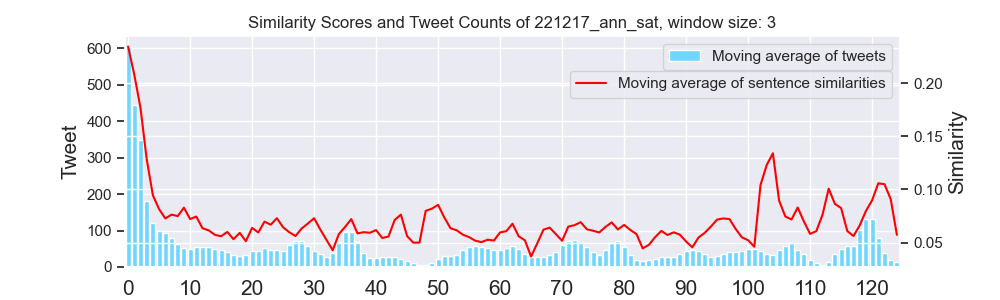 Similarity Scores and Tweet Counts of 221217_ann_sat, window size: 3
Moving average of tweets
Moving average of sentence similarities
Tweet
Similarity
600
500
400
300
200
100
0
0.20
0.15
0.10
0.05
0 10 20 30 40 50 60 70 80 90 100 110 120